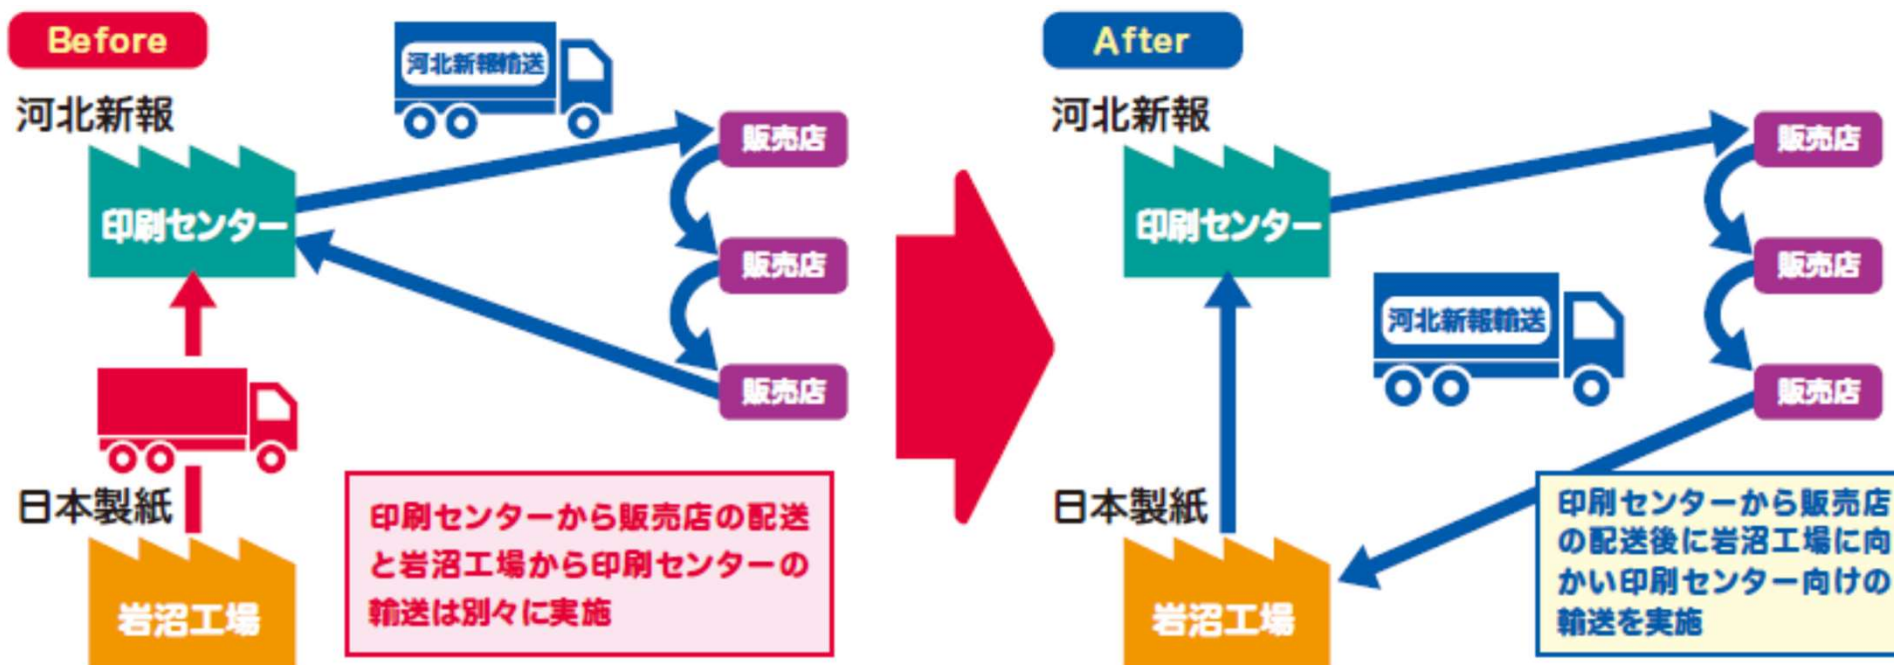 Before
河北新報輸送
河北新報
販売店
印刷センター
販売店
販売店
日本製紙
印刷センターから販売店の配送
と岩沼工場から印刷センターの
輸送は別々に実施
岩沼工場
After
河北新報
販売店
印刷センター
販売店
河北新報輸送
販売店
日本製紙
印刷センターから販売店
の配送後に岩沼工場に向
かい印刷センター向けの
輸送を実施
岩沼工場